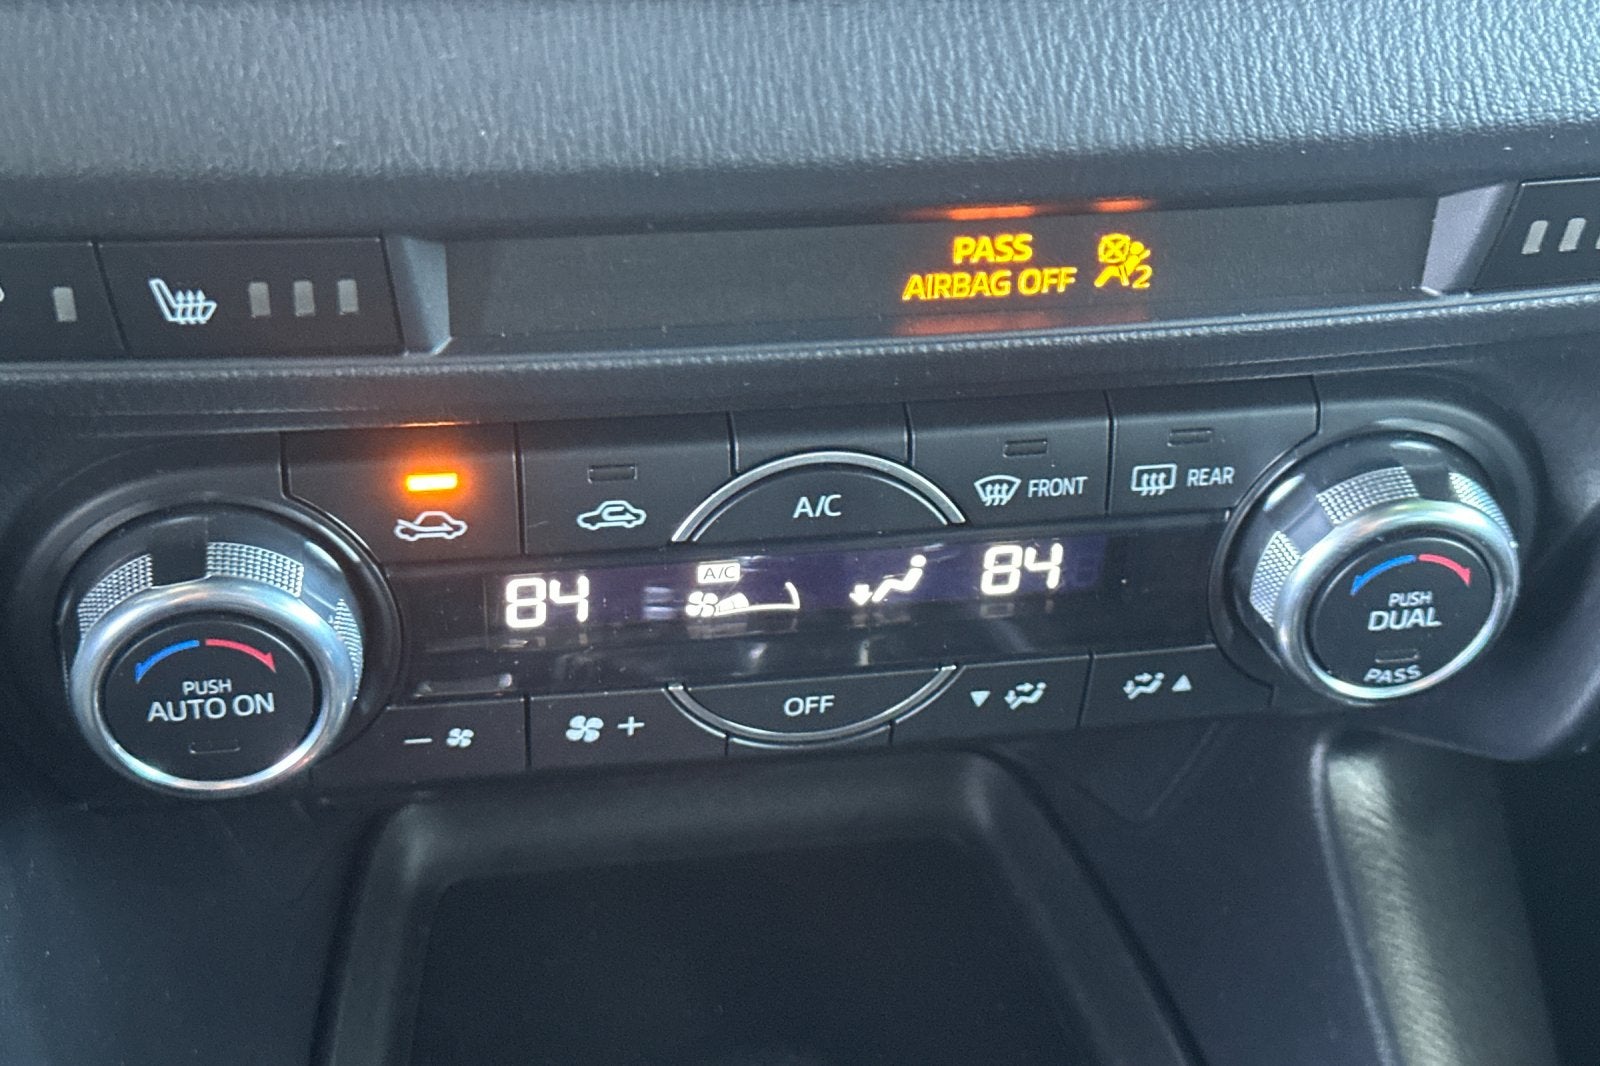 PASS
AIRBAG OFF 2
A/C
FRONT
REAR
84
A/C
84
PUSH
AUTO ON
PUSH
DUAL
PASS
- +
OFF